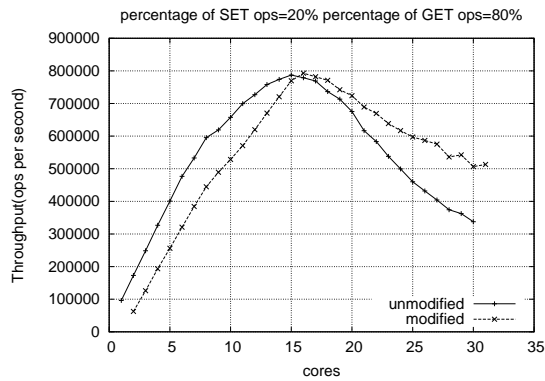 percentage of SET ops=20% percentage of GET ops=80%
900000
800000
700000
600000
500000
400000
300000
200000
100000
0
Throughput(ops per second)
unmodified
modified
0 5 10 15 20 25 30 35
cores